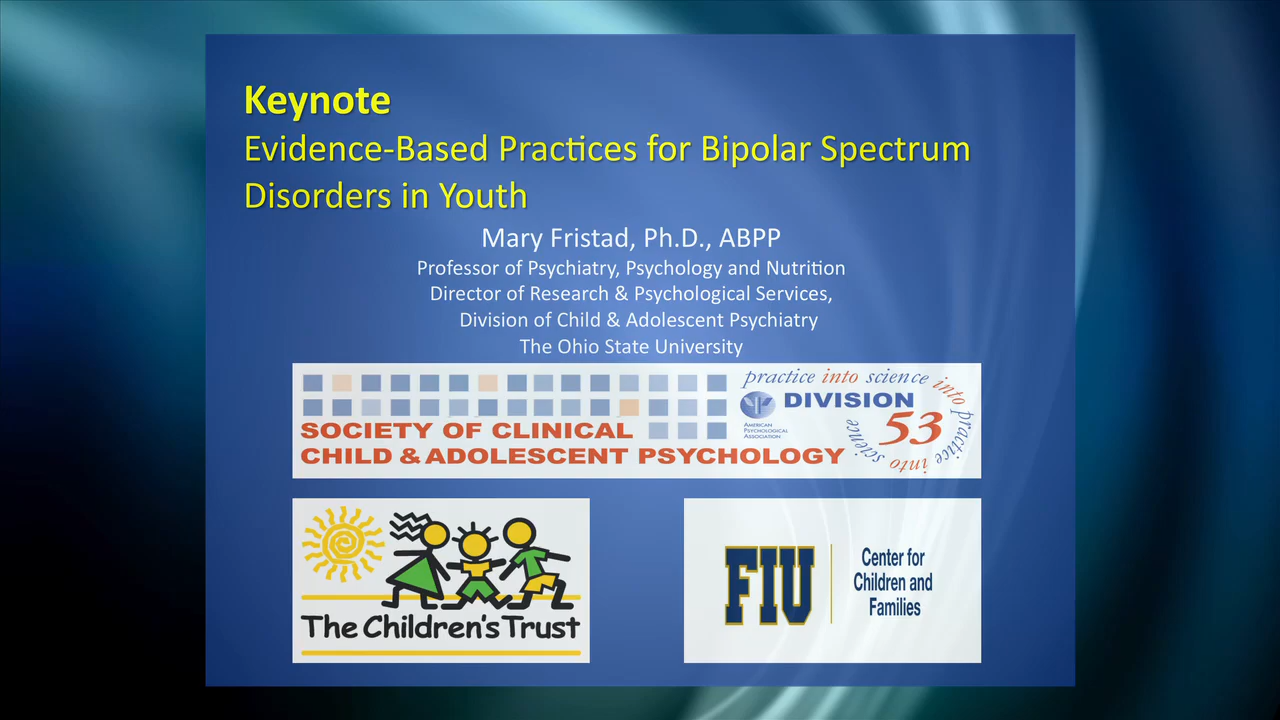 Keynote
Evidence-Based Practices for Bipolar Spectrum
Disorders in Youth
Mary Fristad, Ph.D., ABPP
Professor of Psychiatry, Psychology and Nutrition
Director of Research & Psychological Services,
Division of Child & Adolescent Psychiatry
The Ohio State University
practice into science into practice into science
DIVISION
53
AMERICAN
PSYCHOLOGICAL
ASSOCIATION
SOCIETY OF CLINICAL
CHILD & ADOLESCENT PSYCHOLOGY
The Children's Trust
FIU
Center for
Children and
Families